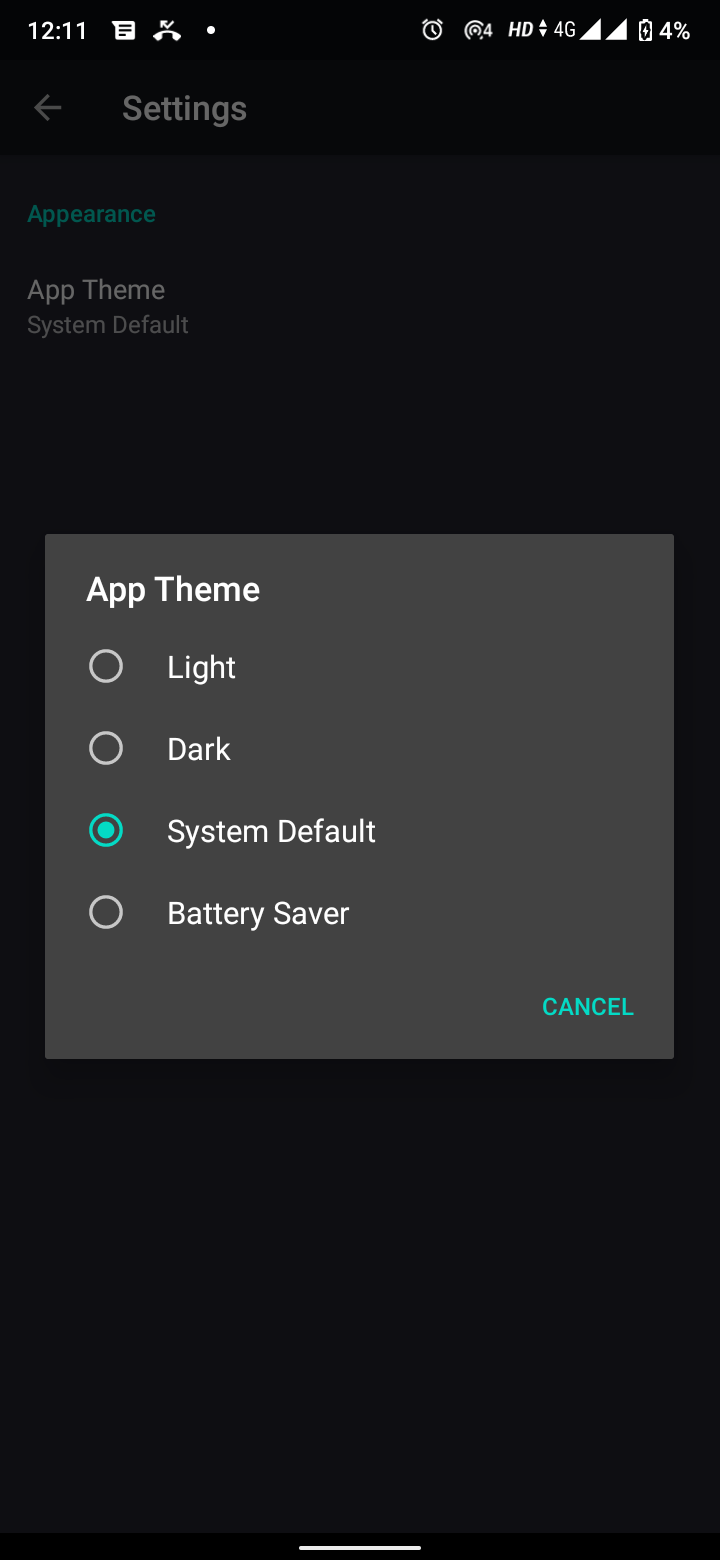 12:11 4 HD 4G 4%
Settings
Appearance
App Theme
System Default
App Theme
Light
Dark
System Default
Battery Saver
CANCEL